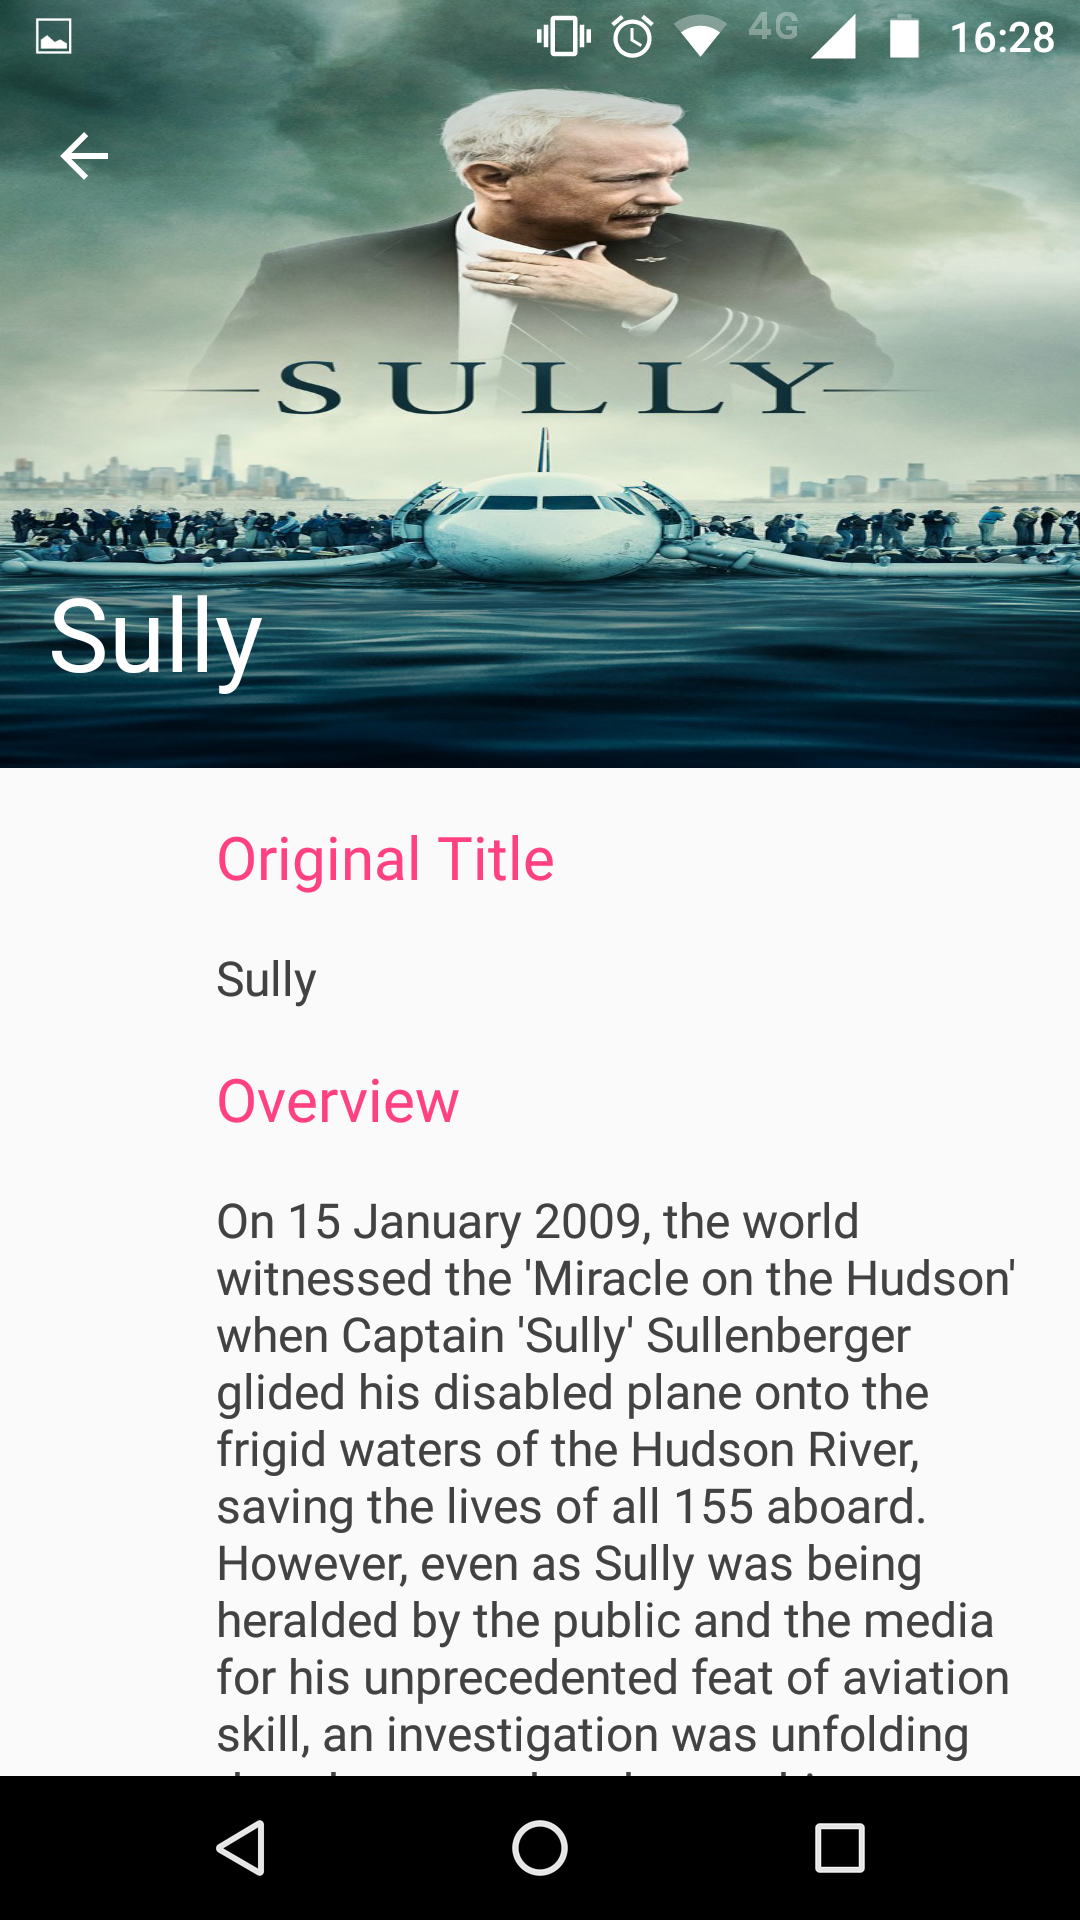 4G 16:28
SULLY
Sully
Original Title
Sully
Overview
On 15 January 2009, the world
witnessed the 'Miracle on the Hudson'
when Captain 'Sully' Sullenberger
glided his disabled plane onto the
frigid waters of the Hudson River,
saving the lives of all 155 aboard.
However, even as Sully was being
heralded by the public and the media
for his unprecedented feat of aviation
skill, an investigation was unfolding